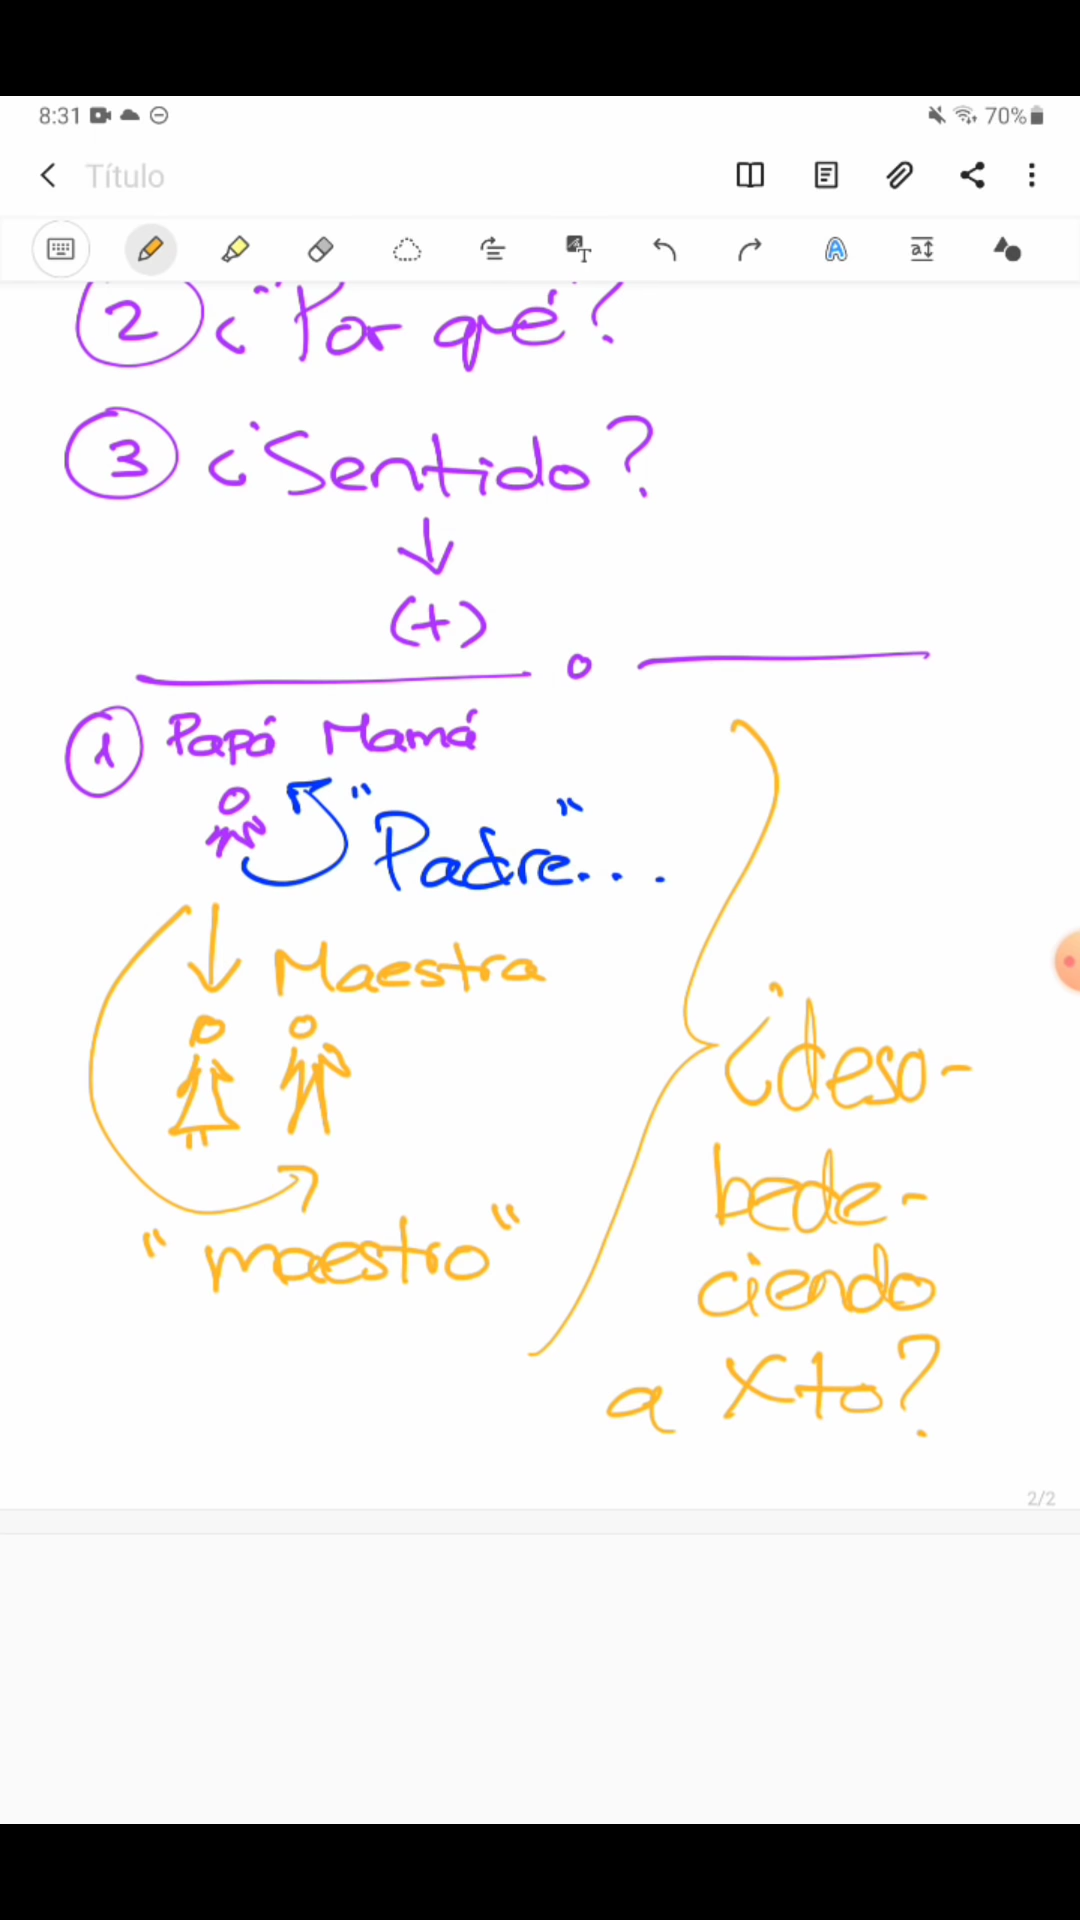 8:31
70%
Título
2 ¿"Por qué"?
3 ¿Sentido?
(+)
1 Papá Mamá
"Padre"...
Maestra
"maestro"
¿deso-
bede-
ciendo
a Xto?
2/2